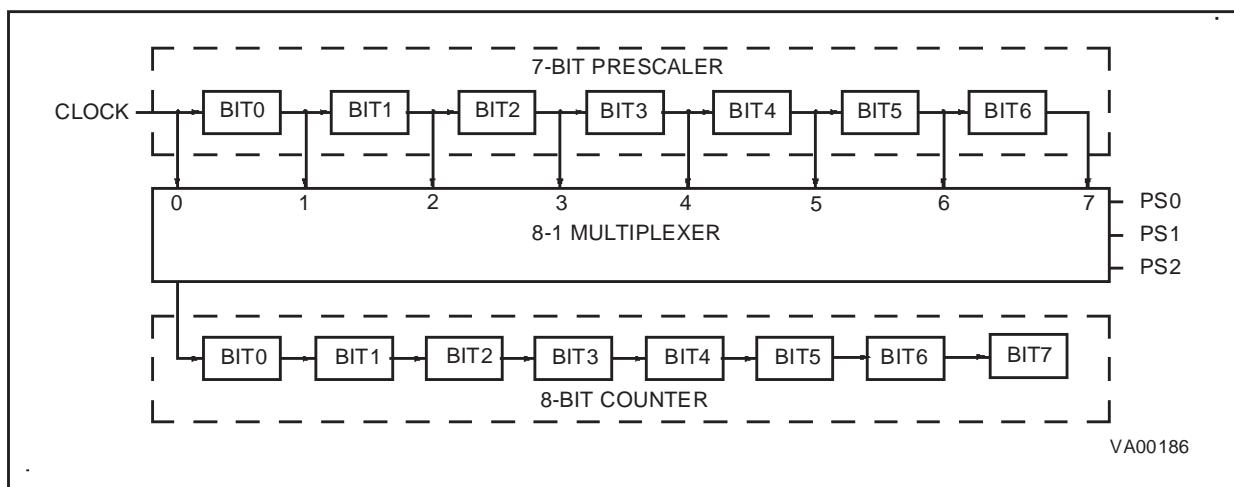 7-BIT PRESCALER
CLOCK BIT0 BIT1 BIT2 BIT3 BIT4 BIT5 BIT6
0 1 2 3 4 5 6 7 PS0
8-1 MULTIPLEXER PS1
PS2
BIT0 BIT1 BIT2 BIT3 BIT4 BIT5 BIT6 BIT7
8-BIT COUNTER
VA00186